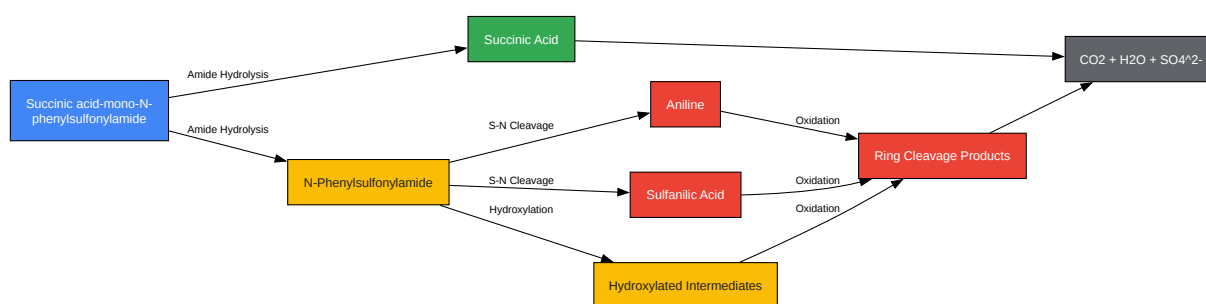 Succinic Acid
CO2 + H2O + SO4^2-
Amide Hydrolysis
Succinic acid-mono-N-
phenylsulfonylamide
Aniline
S-N Cleavage
Oxidation
Amide Hydrolysis
Ring Cleavage Products
N-Phenylsulfonylamide
S-N Cleavage
Sulfanilic Acid
Oxidation
Hydroxylation
Oxidation
Hydroxylated Intermediates